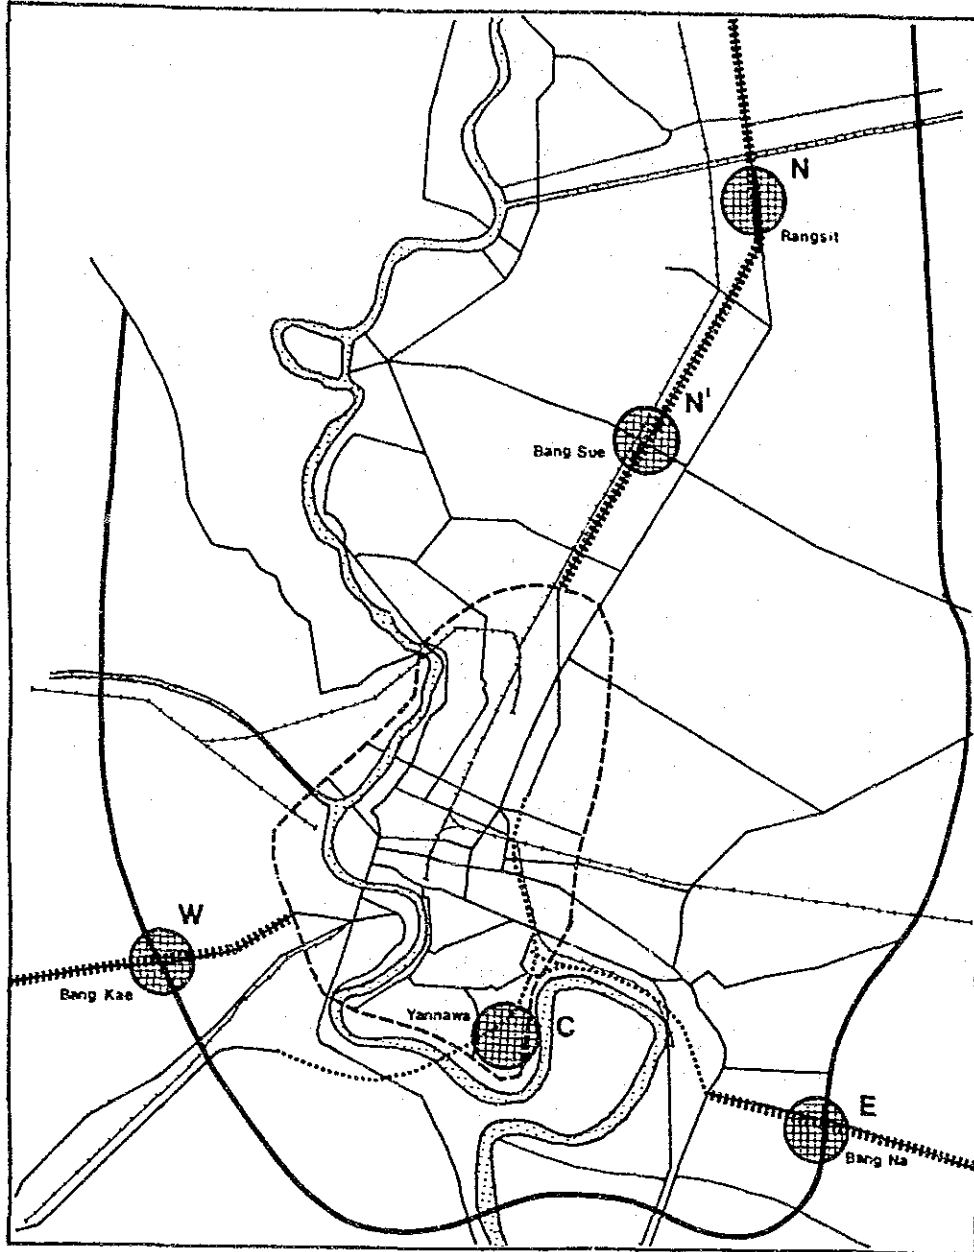 N
Rangsit
N'
Bang Sue
W
Bang Kae
Yannawa
C
E
Bang Na